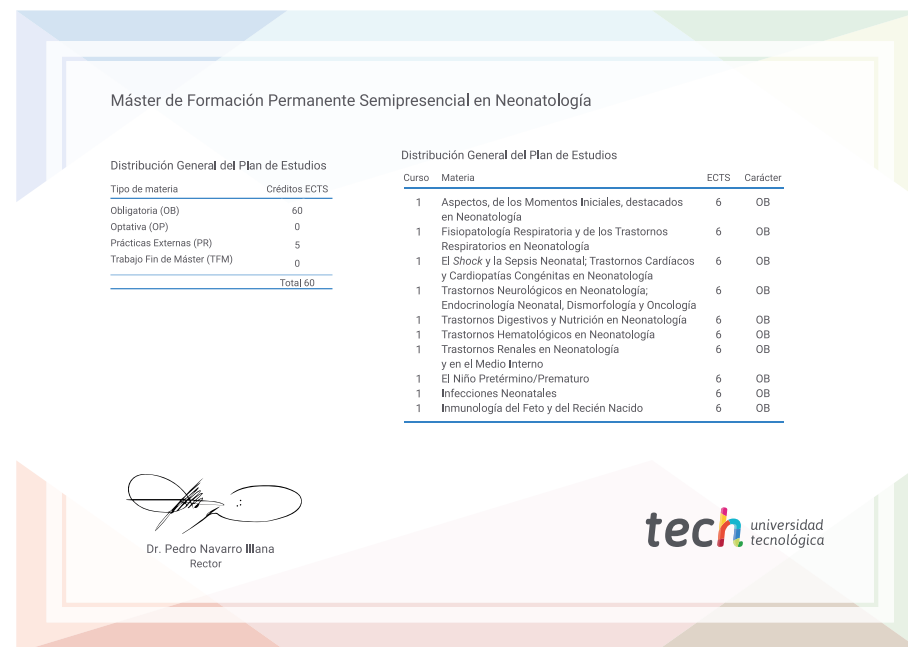 Máster de Formación Permanente Semipresencial en Neonatología
Distribución General del Plan de Estudios
Tipo de materia Créditos ECTS
Obligatoria (OB) 60
Optativa (OP) 0
Prácticas Externas (PR) 5
Trabajo Fin de Máster (TFM) 0
Total 60
Distribución General del Plan de Estudios
Curso Materia ECTS Carácter
1 Aspectos, de los Momentos Iniciales, destacados 6 OB
en Neonatología
1 Fisiopatología Respiratoria y de los Trastornos 6 OB
Respiratorios en Neonatología
1 El Shock y la Sepsis Neonatal; Trastornos Cardíacos 6 OB
y Cardiopatías Congénitas en Neonatología
1 Trastornos Neurológicos en Neonatología; 6 OB
Endocrinología Neonatal, Dismorfología y Oncología
1 Trastornos Digestivos y Nutrición en Neonatología 6 OB
1 Trastornos Hematológicos en Neonatología 6 OB
1 Trastornos Renales en Neonatología 6 OB
y en el Medio Interno
1 El Niño Pretérmino/Prematuro 6 OB
1 Infecciones Neonatales 6 OB
1 Inmunología del Feto y del Recién Nacido 6 OB
Dr. Pedro Navarro Illana
Rector
tech universidad
tecnológica